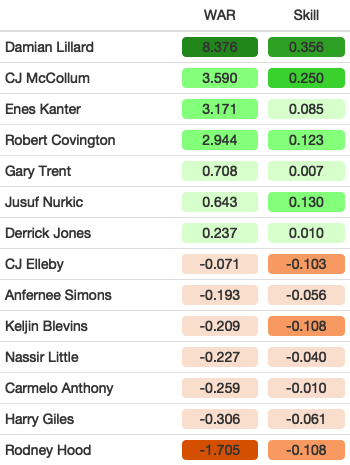 WAR Skill
Damian Lillard 8.376 0.356
CJ McCollum 3.590 0.250
Enes Kanter 3.171 0.085
Robert Covington 2.944 0.123
Gary Trent 0.708 0.007
Jusuf Nurkic 0.643 0.130
Derrick Jones 0.237 0.010
CJ Elleby -0.071 -0.103
Anfernee Simons -0.193 -0.056
Keljin Blevins -0.209 -0.108
Nassir Little -0.227 -0.040
Carmelo Anthony -0.259 -0.010
Harry Giles -0.306 -0.061
Rodney Hood -1.705 -0.108